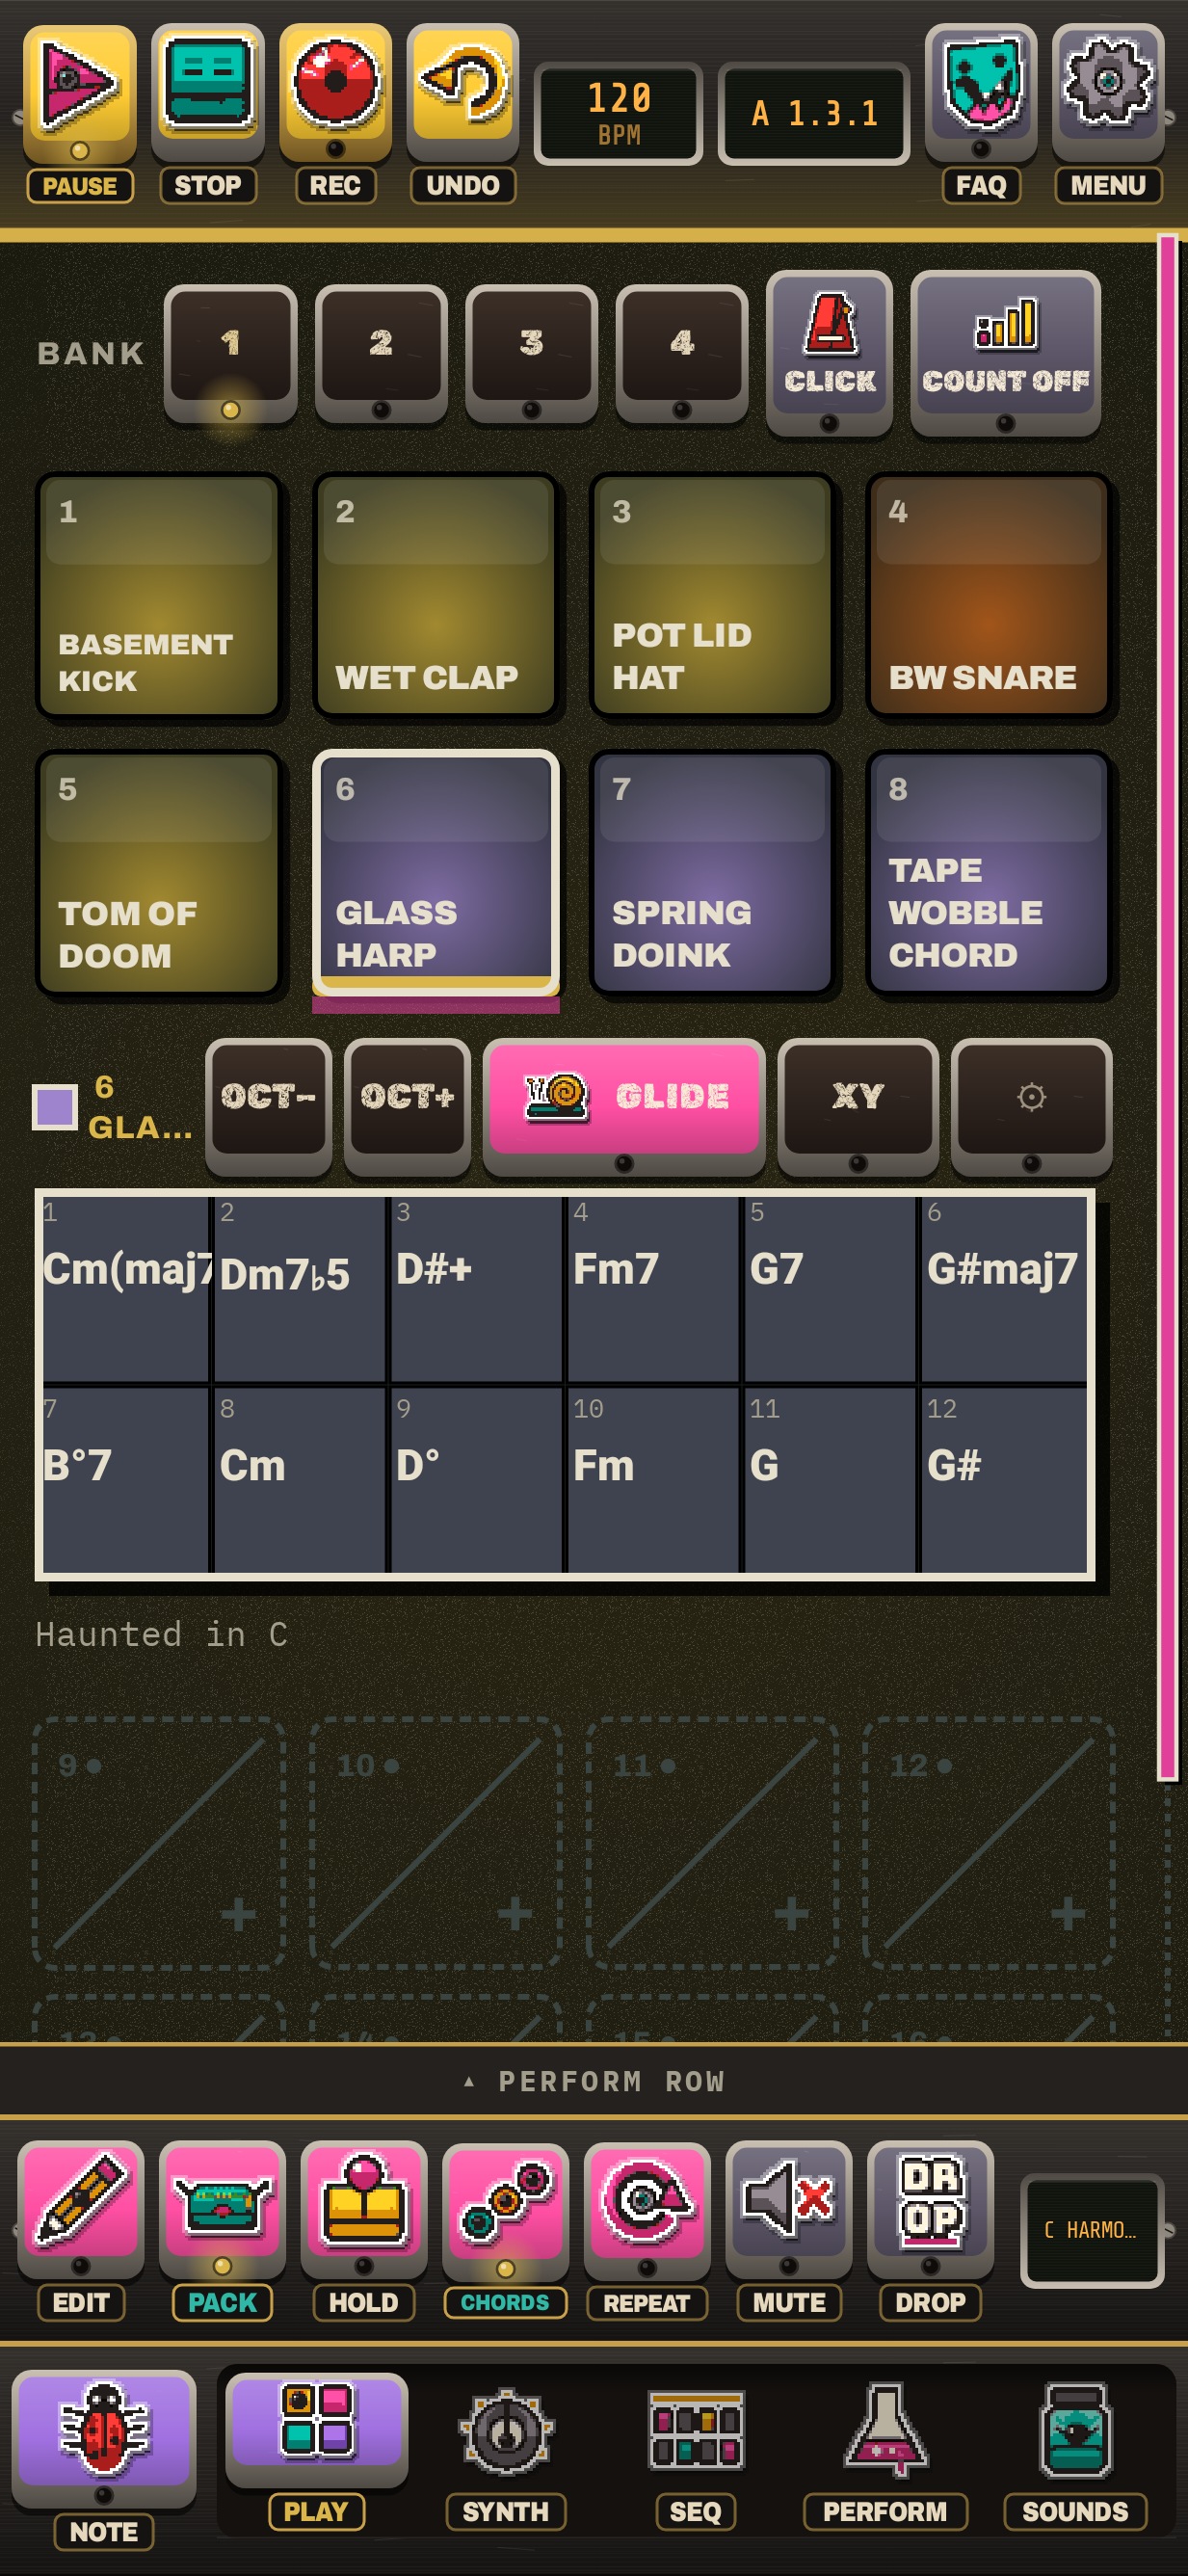 120
BPM
A 1.3.1
PAUSE STOP REC UNDO FAQ MENU
BANK 1 2 3 4 CLICK COUNT OFF
1 2 3 4
BASEMENT
KICK
WET CLAP
POT LID
HAT
BW SNARE
5 6 7 8
TOM OF
DOOM
GLASS
HARP
SPRING
DOINK
TAPE
WOBBLE
CHORD
6
GLA...
OCT- OCT+ GLIDE XY
1 2 3 4 5 6
Cm(maj7 Dm7♭5 D#+ Fm7 G7 G#maj7
7 8 9 10 11 12
B°7 Cm D° Fm G G#
Haunted in C
9 10 11 12
13 14 15 16
PERFORM ROW
DR
OP
C HARMO...
EDIT PACK HOLD CHORDS REPEAT MUTE DROP
NOTE PLAY SYNTH SEQ PERFORM SOUNDS